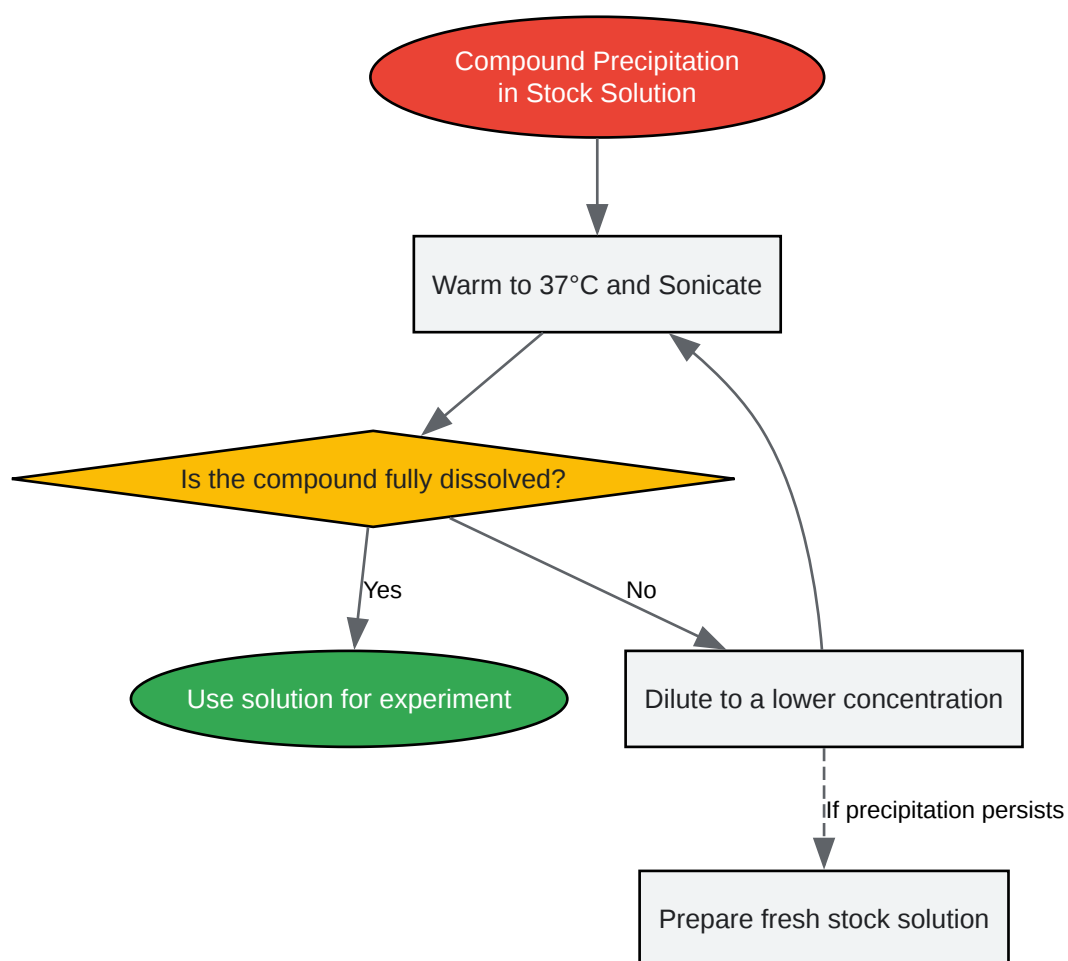 Compound Precipitation
in Stock Solution
Warm to 37°C and Sonicate
Is the compound fully dissolved?
Yes
No
Use solution for experiment
Dilute to a lower concentration
If precipitation persists
Prepare fresh stock solution